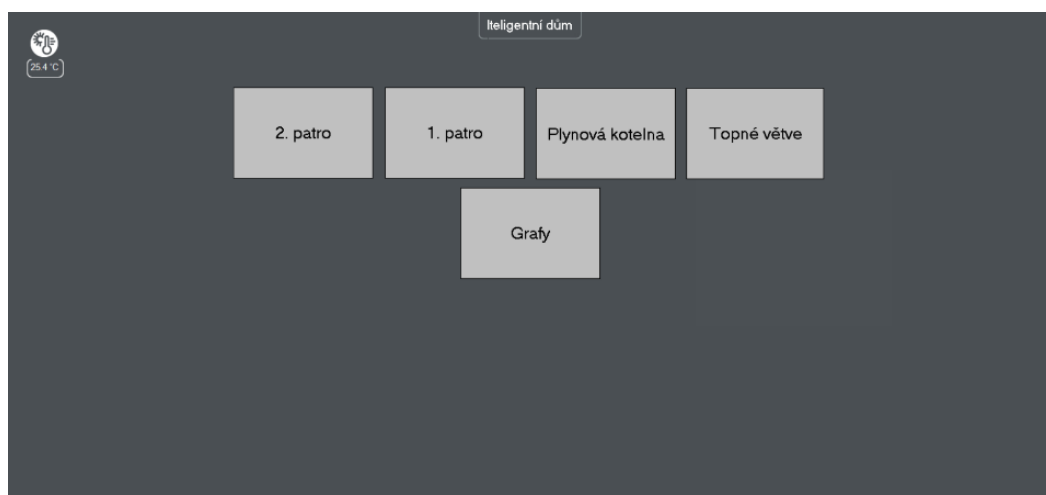 Iteligentní dům
25.4 °C
2. patro
1. patro
Plynová kotelna
Topné větve
Grafy